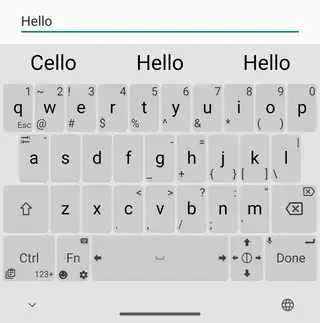 Hello
Cello Hello Hello
1 ~ 2 ! 3 4 5 6 7 8 9 0
q w e r t y u i o p
Esc @ # $ % ^ & * ( )
a s d f g h j k l
- + { } [ ] \
< > ? : "
z x c v b n m
. , / ; '
Ctrl Fn Done
123+